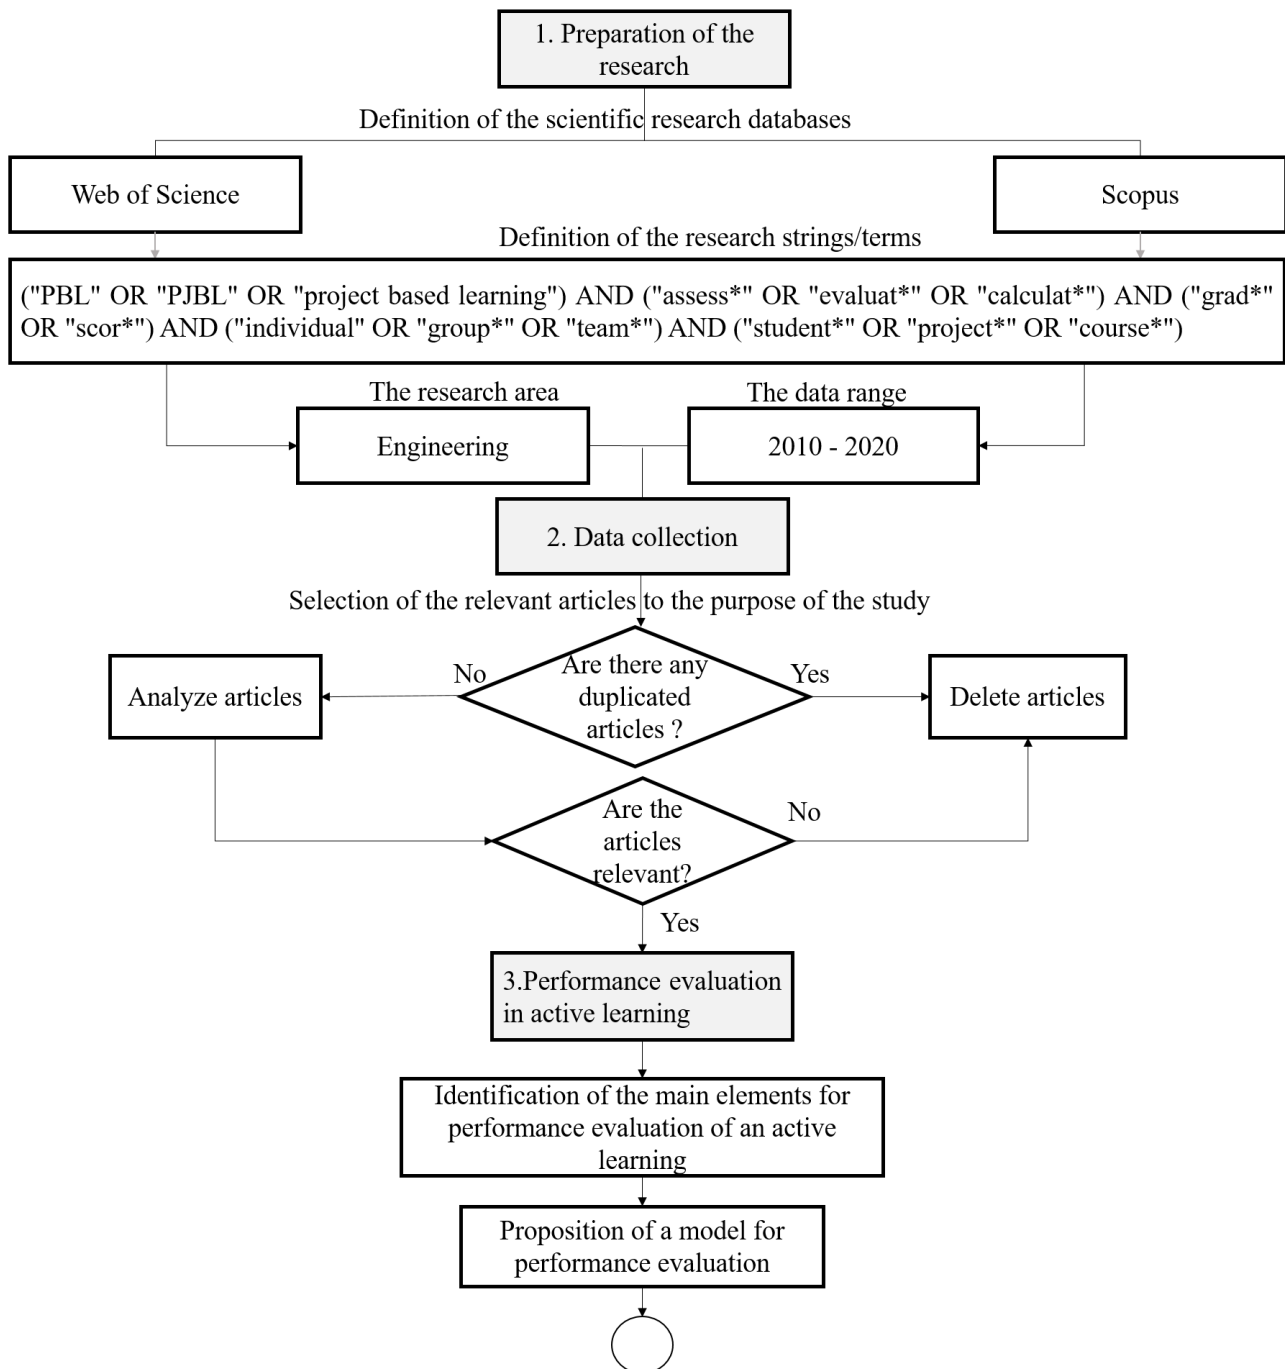 1. Preparation of the
research
Definition of the scientific research databases
Web of Science
Scopus
Definition of the research strings/terms
("PBL" OR "PJBL" OR "project based learning") AND ("assess*" OR "evaluat*" OR "calculat*") AND ("grad*"
OR "scor*") AND ("individual" OR "group*" OR "team*") AND ("student*" OR "project*" OR "course*")
The research area
The data range
Engineering
2010 - 2020
2. Data collection
Selection of the relevant articles to the purpose of the study
No
Are there any
duplicated
articles ?
Yes
Analyze articles
Delete articles
Are the
articles
relevant?
No
Yes
3.Performance evaluation
in active learning
Identification of the main elements for
performance evaluation of an active
learning
Proposition of a model for
performance evaluation